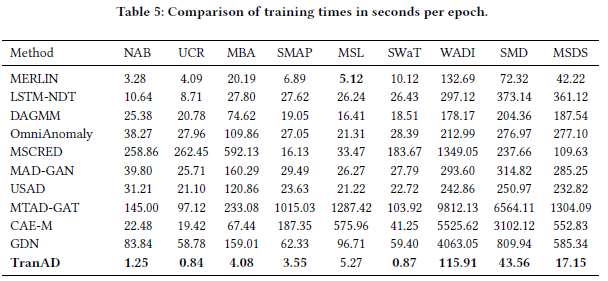 Table 5: Comparison of training times in seconds per epoch.
Method NAB UCR MBA SMAP MSL SWaT WADI SMD MSDS
MERLIN 3.28 4.09 20.19 6.89 5.12 10.12 132.69 72.32 42.22
LSTM-NDT 10.64 8.71 27.80 27.62 26.24 26.43 297.12 373.14 361.12
DAGMM 25.38 20.78 74.62 19.05 16.41 18.51 178.17 204.36 187.54
OmniAnomaly 38.27 27.96 109.86 27.05 21.31 28.39 212.99 276.97 277.10
MSCRED 258.86 262.45 592.13 16.13 33.47 183.67 1349.05 237.66 109.63
MAD-GAN 39.80 25.71 160.29 29.49 26.27 27.79 293.60 314.82 285.25
USAD 31.21 21.10 120.86 23.63 21.22 22.72 242.86 250.97 232.82
MTAD-GAT 145.00 97.12 233.08 1015.03 1287.42 103.92 9812.13 6564.11 1304.09
CAE-M 22.48 19.42 67.44 187.35 575.96 41.25 5525.62 3102.12 552.83
GDN 83.84 58.78 159.01 62.33 96.71 59.40 4063.05 809.94 585.34
TranAD 1.25 0.84 4.08 3.55 5.27 0.87 115.91 43.56 17.15